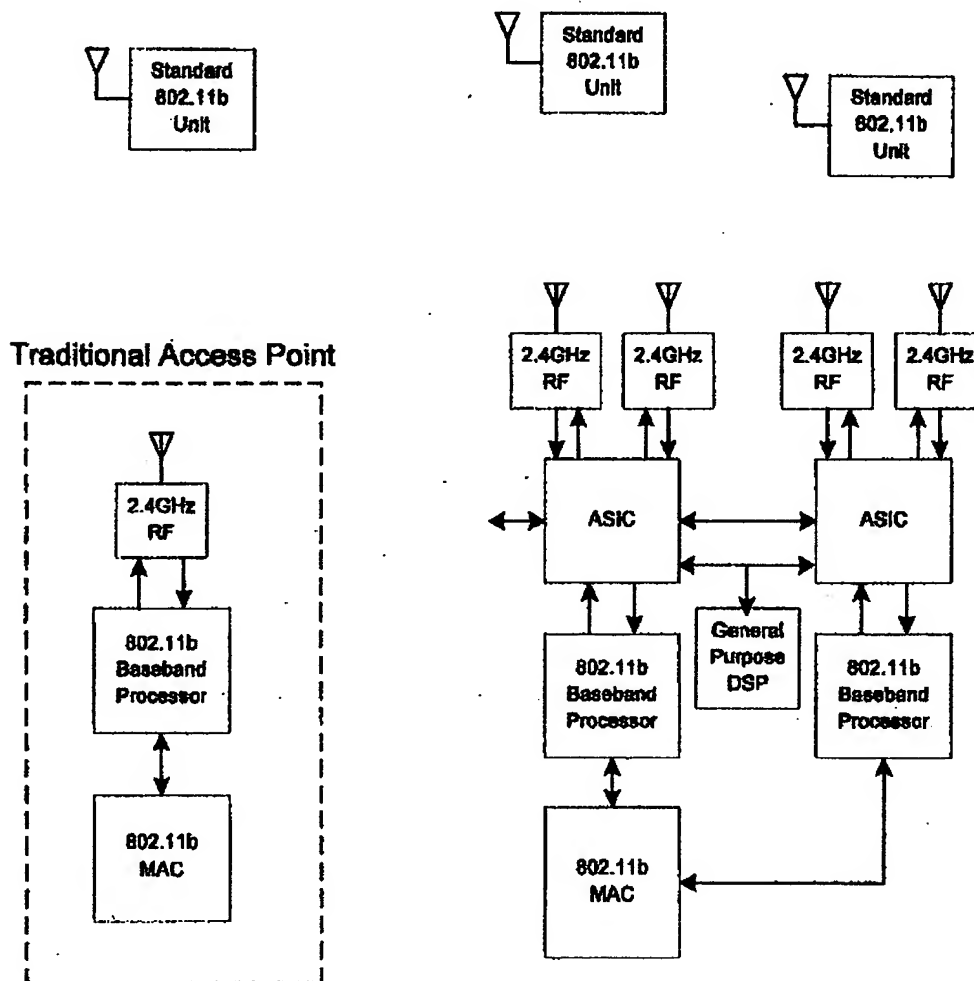 Standard
802.11b
Unit
Standard
802.11b
Unit
Standard
802.11b
Unit
Traditional Access Point
2.4GHz
RF
802.11b
Baseband
Processor
802.11b
MAC
2.4GHz
RF
2.4GHz
RF
2.4GHz
RF
2.4GHz
RF
ASIC
ASIC
802.11b
Baseband
Processor
General
Purpose
DSP
802.11b
Baseband
Processor
802.11b
MAC